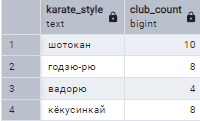 karate_style club_count
text bigint
1 шотокан 10
2 годзю-рю 8
3 вадорю 4
4 кёкусинкай 8